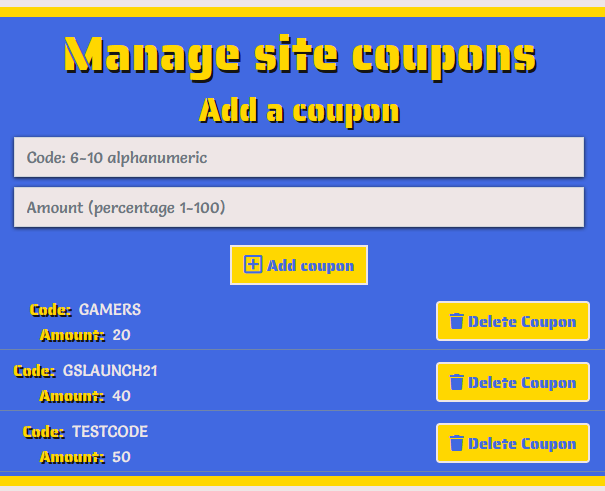 Manage site coupons
Add a coupon
Code: 6-10 alphanumeric
Amount (percentage 1-100)
Add coupon
Code: GAMERS
Amount: 20
Delete Coupon
Code: GSLAUNCH21
Amount: 40
Delete Coupon
Code: TESTCODE
Amount: 50
Delete Coupon